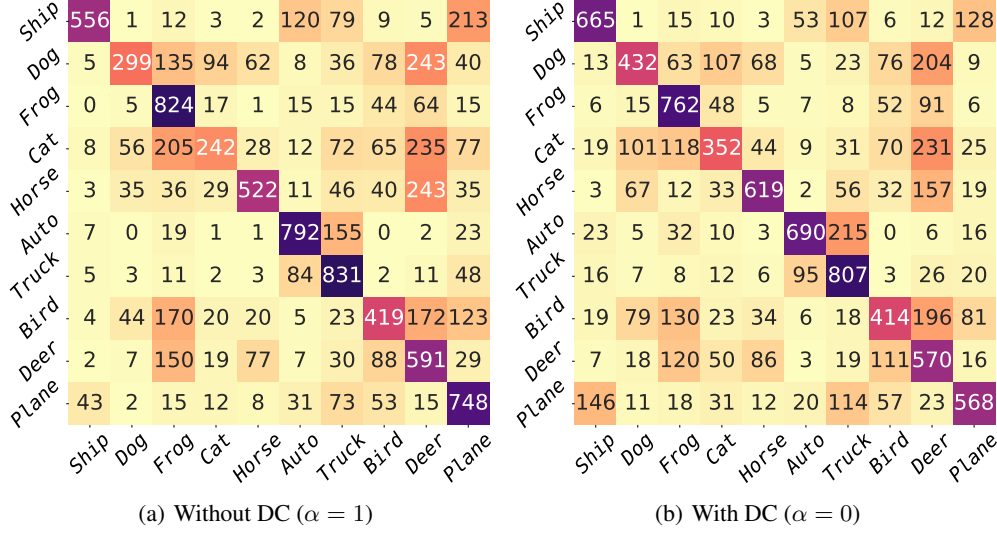 Ship 556 1 12 3 2 120 79 9 5 213
Dog 5 299 135 94 62 8 36 78 243 40
Frog 0 5 824 17 1 15 15 44 64 15
Cat 8 56 205 242 28 12 72 65 235 77
Horse 3 35 36 29 522 11 46 40 243 35
Auto 7 0 19 1 1 792 155 0 2 23
Truck 5 3 11 2 3 84 831 2 11 48
Bird 4 44 170 20 20 5 23 419 172 123
Deer 2 7 150 19 77 7 30 88 591 29
Plane 43 2 15 12 8 31 73 53 15 748
Ship Dog Frog Cat Horse Auto Truck Bird Deer Plane
(a) Without DC (α = 1)
Ship 665 1 15 10 3 53 107 6 12 128
Dog 13 432 63 107 68 5 23 76 204 9
Frog 6 15 762 48 5 7 8 52 91 6
Cat 19 101 118 352 44 9 31 70 231 25
Horse 3 67 12 33 619 2 56 32 157 19
Auto 23 5 32 10 3 690 215 0 6 16
Truck 16 7 8 12 6 95 807 3 26 20
Bird 19 79 130 23 34 6 18 414 196 81
Deer 7 18 120 50 86 3 19 111 570 16
Plane 146 11 18 31 12 20 114 57 23 568
Ship Dog Frog Cat Horse Auto Truck Bird Deer Plane
(b) With DC (α = 0)